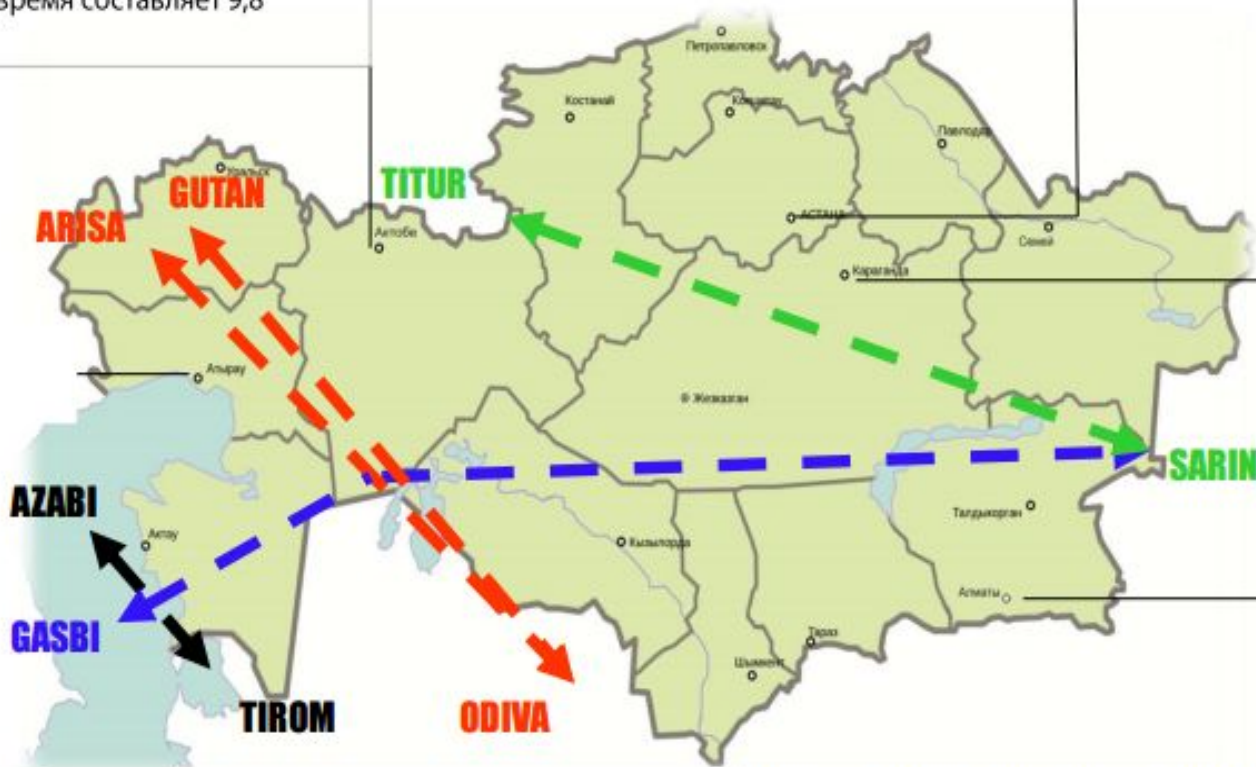 время составляет 9,8
Петропавловск
Костанай
Кокшетау
Павлодар
Уральск
TITUR
GUTAN
ARISA
Актобе
АСТАНА
Семей
Караганда
Атырау
Жезказган
SARIN
AZABI
Талдыкорган
Актау
Кызылорда
Алматы
GASBI
Тараз
Шымкент
TIROM
ODIVA